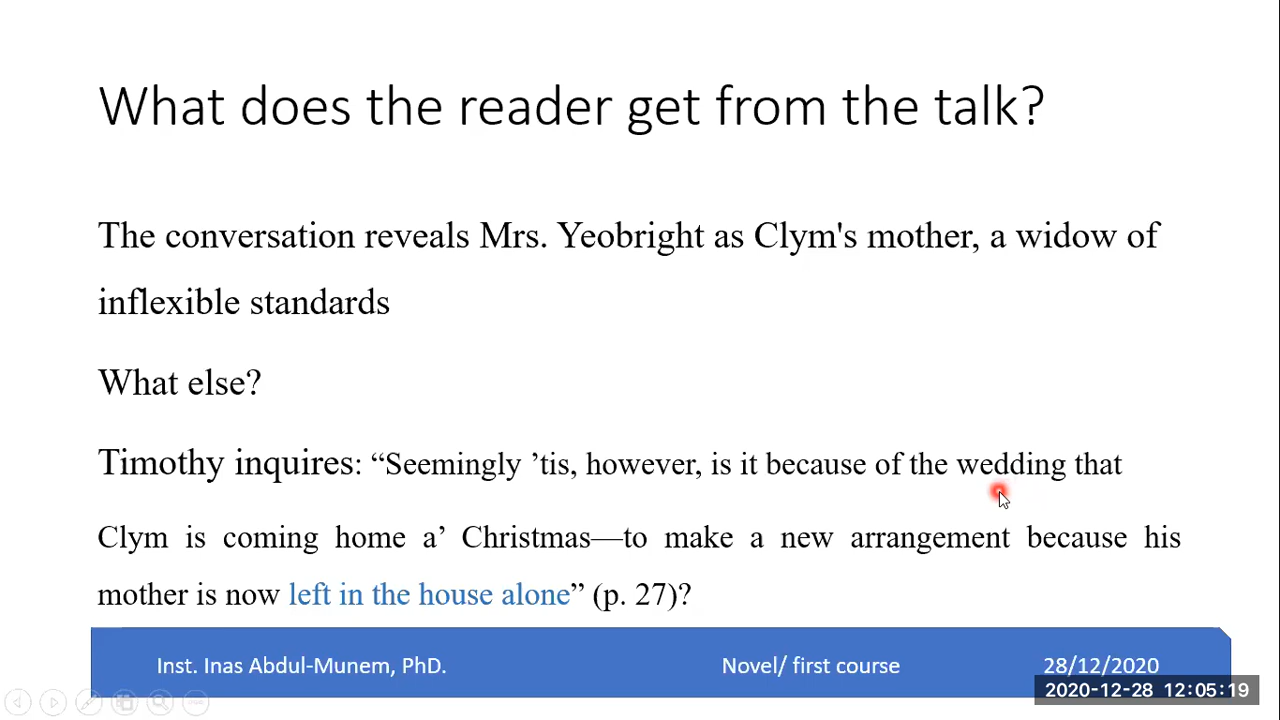 What does the reader get from the talk?
The conversation reveals Mrs. Yeobright as Clym's mother, a widow of
inflexible standards
What else?
Timothy inquires: “Seemingly ’tis, however, is it because of the wedding that
Clym is coming home a’ Christmas—to make a new arrangement because his
mother is now left in the house alone” (p. 27)?
Inst. Inas Abdul-Munem, PhD. Novel/ first course 28/12/2020
2020-12-28 12:05:19